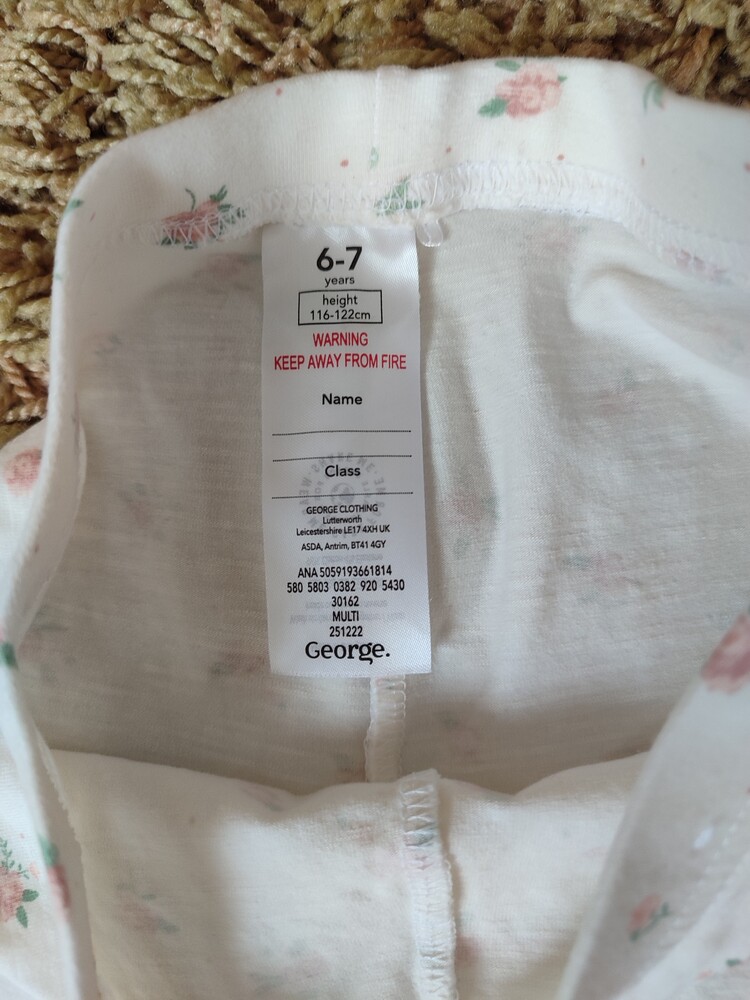 6-7
years
height
116-122cm
WARNING
KEEP AWAY FROM FIRE
Name
Class
GEORGE CLOTHING
Lutterworth
Leicestershire LE17 4XH UK
ASDA, Antrim, BT41 4GY
ANA 5059193661814
580 5803 0382 920 5430
30162
MULTI
251222
George.